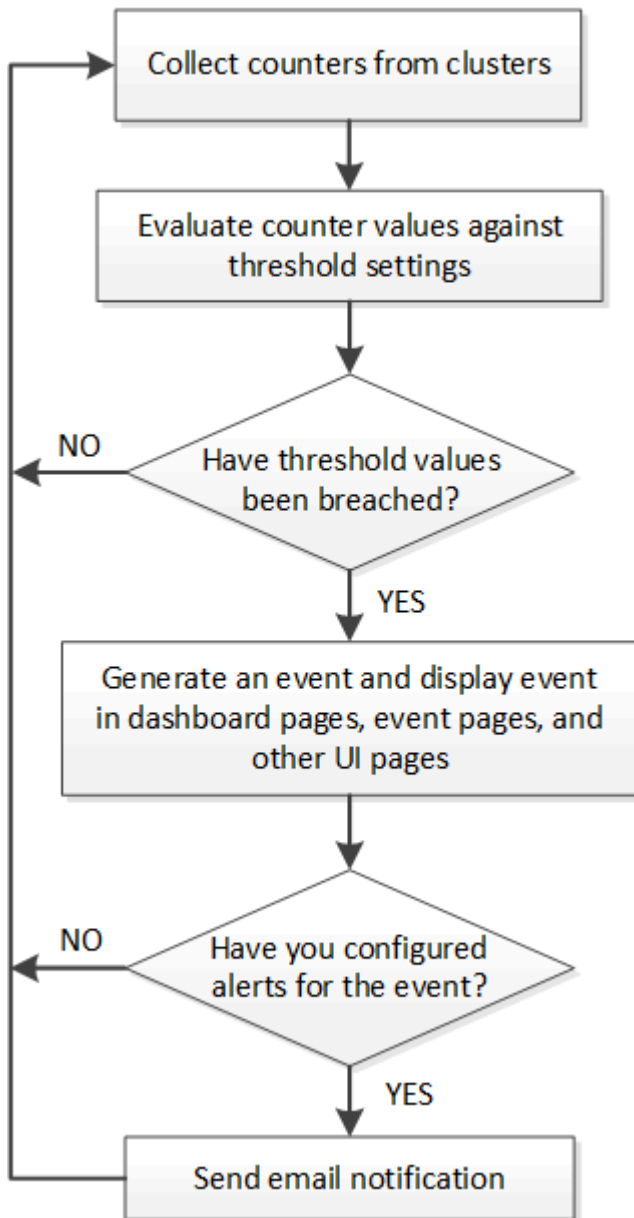 Collect counters from clusters
Evaluate counter values against
threshold settings
NO
Have threshold values
been breached?
YES
Generate an event and display event
in dashboard pages, event pages, and
other UI pages
NO
Have you configured
alerts for the event?
YES
Send email notification